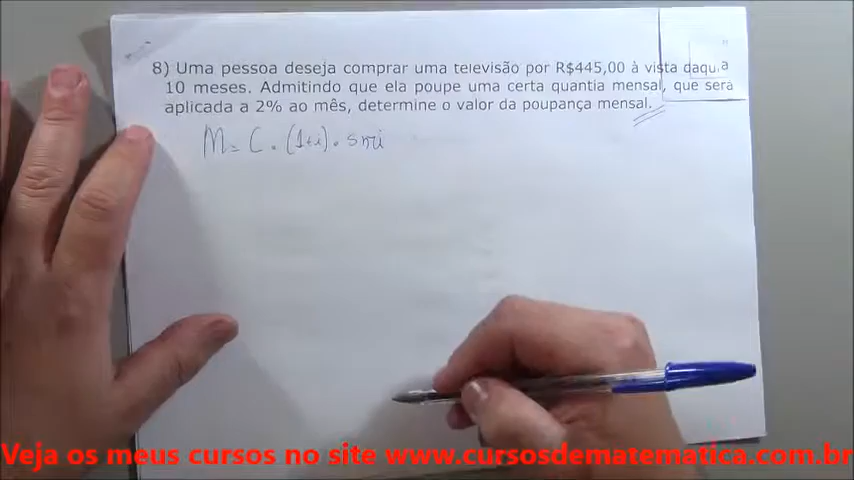 8) Uma pessoa deseja comprar uma televisão por R$445,00 à vista daqui a
10 meses. Admitindo que ela poupe uma certa quantia mensal, que será
aplicada a 2% ao mês, determine o valor da poupança mensal.
M = C . (1+i) . sn¬i
Veja os meus cursos no site www.cursosdematematica.com.br